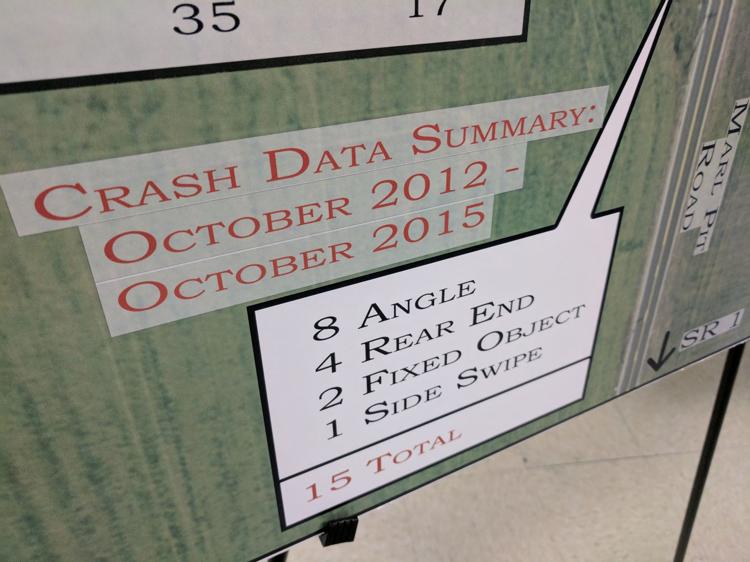 35 17
Crash Data Summary:
October 2012 -
October 2015
8 Angle
4 Rear End
2 Fixed Object
1 Side Swipe
15 Total
Marl Pit
Road
SR 1